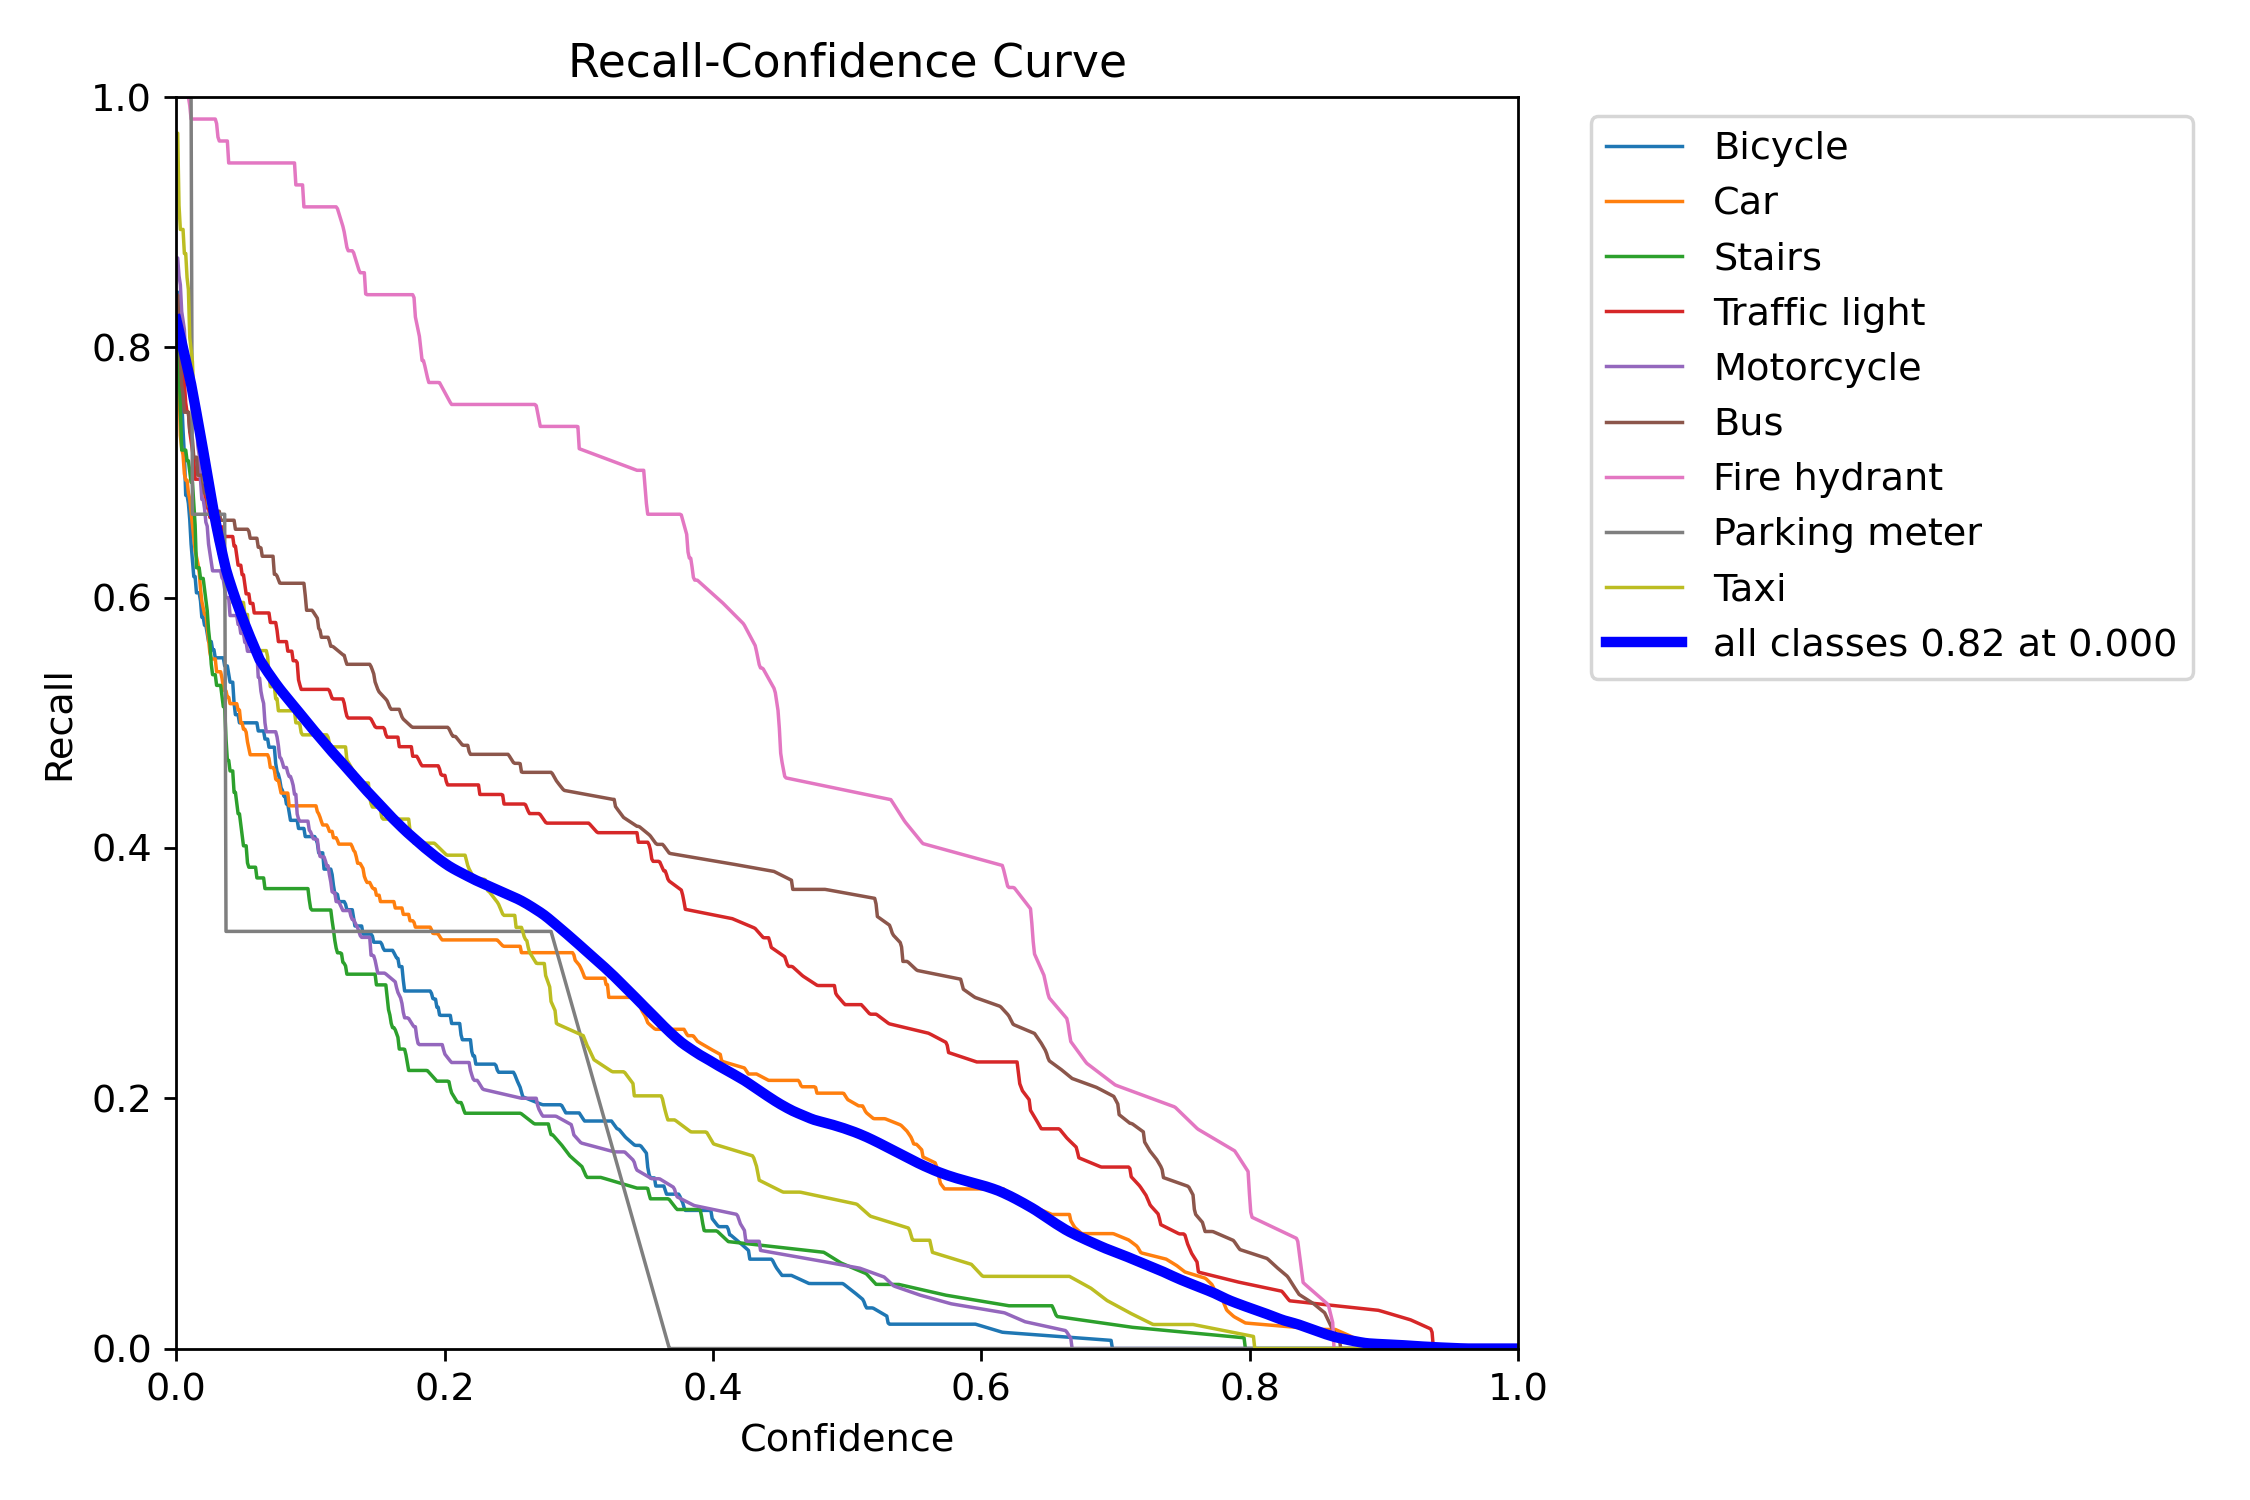 Recall-Confidence Curve
1.0
0.8
0.6
0.4
0.2
0.0
Recall
0.0 0.2 0.4 0.6 0.8 1.0
Confidence
Bicycle
Car
Stairs
Traffic light
Motorcycle
Bus
Fire hydrant
Parking meter
Taxi
all classes 0.82 at 0.000